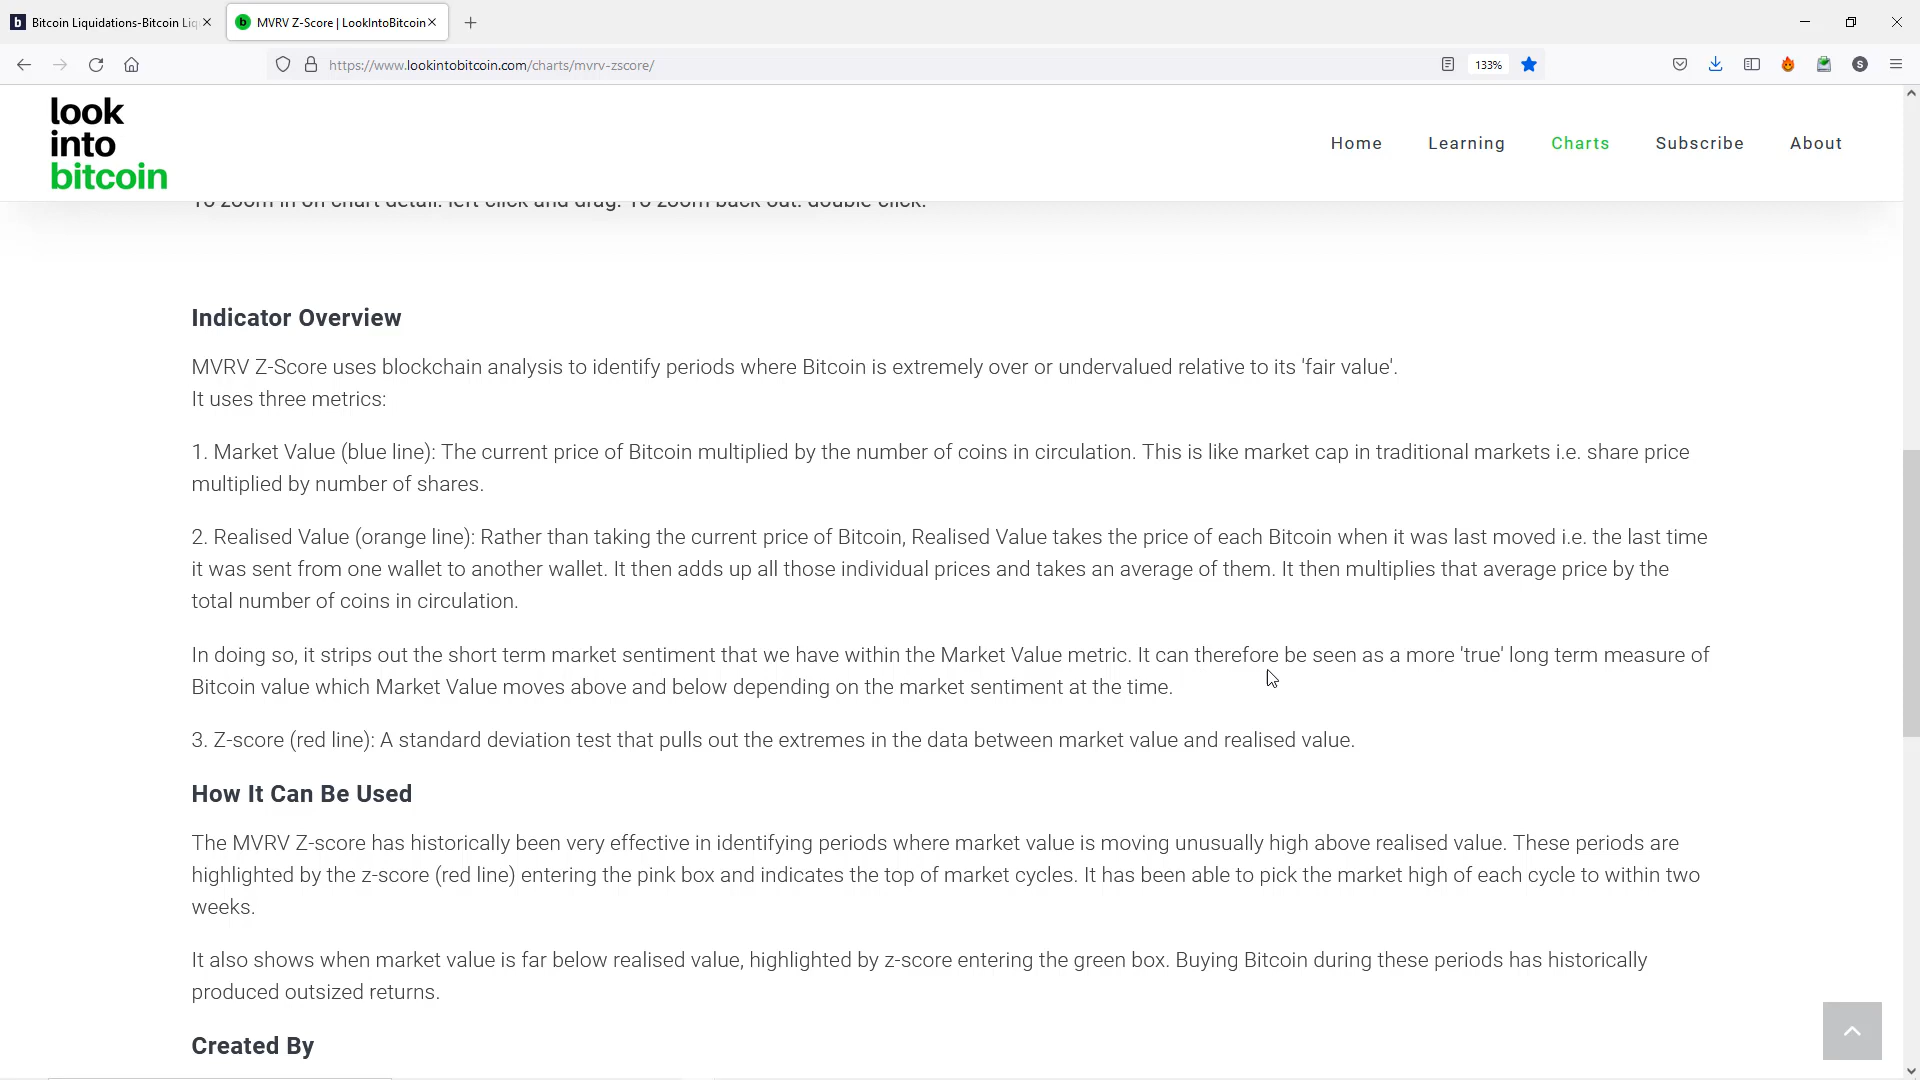 Bitcoin Liquidations-Bitcoin Liq
MVRV Z-Score | LookIntoBitcoin
https://www.lookintobitcoin.com/charts/mvrv-zscore/
133%
S
look
into
bitcoin
Home
Learning
Charts
Subscribe
About
To zoom in on chart detail: left click and drag. To zoom back out: double click.
Indicator Overview
MVRV Z-Score uses blockchain analysis to identify periods where Bitcoin is extremely over or undervalued relative to its 'fair value'.
It uses three metrics:
1. Market Value (blue line): The current price of Bitcoin multiplied by the number of coins in circulation. This is like market cap in traditional markets i.e. share price
multiplied by number of shares.
2. Realised Value (orange line): Rather than taking the current price of Bitcoin, Realised Value takes the price of each Bitcoin when it was last moved i.e. the last time
it was sent from one wallet to another wallet. It then adds up all those individual prices and takes an average of them. It then multiplies that average price by the
total number of coins in circulation.
In doing so, it strips out the short term market sentiment that we have within the Market Value metric. It can therefore be seen as a more 'true' long term measure of
Bitcoin value which Market Value moves above and below depending on the market sentiment at the time.
3. Z-score (red line): A standard deviation test that pulls out the extremes in the data between market value and realised value.
How It Can Be Used
The MVRV Z-score has historically been very effective in identifying periods where market value is moving unusually high above realised value. These periods are
highlighted by the z-score (red line) entering the pink box and indicates the top of market cycles. It has been able to pick the market high of each cycle to within two
weeks.
It also shows when market value is far below realised value, highlighted by z-score entering the green box. Buying Bitcoin during these periods has historically
produced outsized returns.
Created By